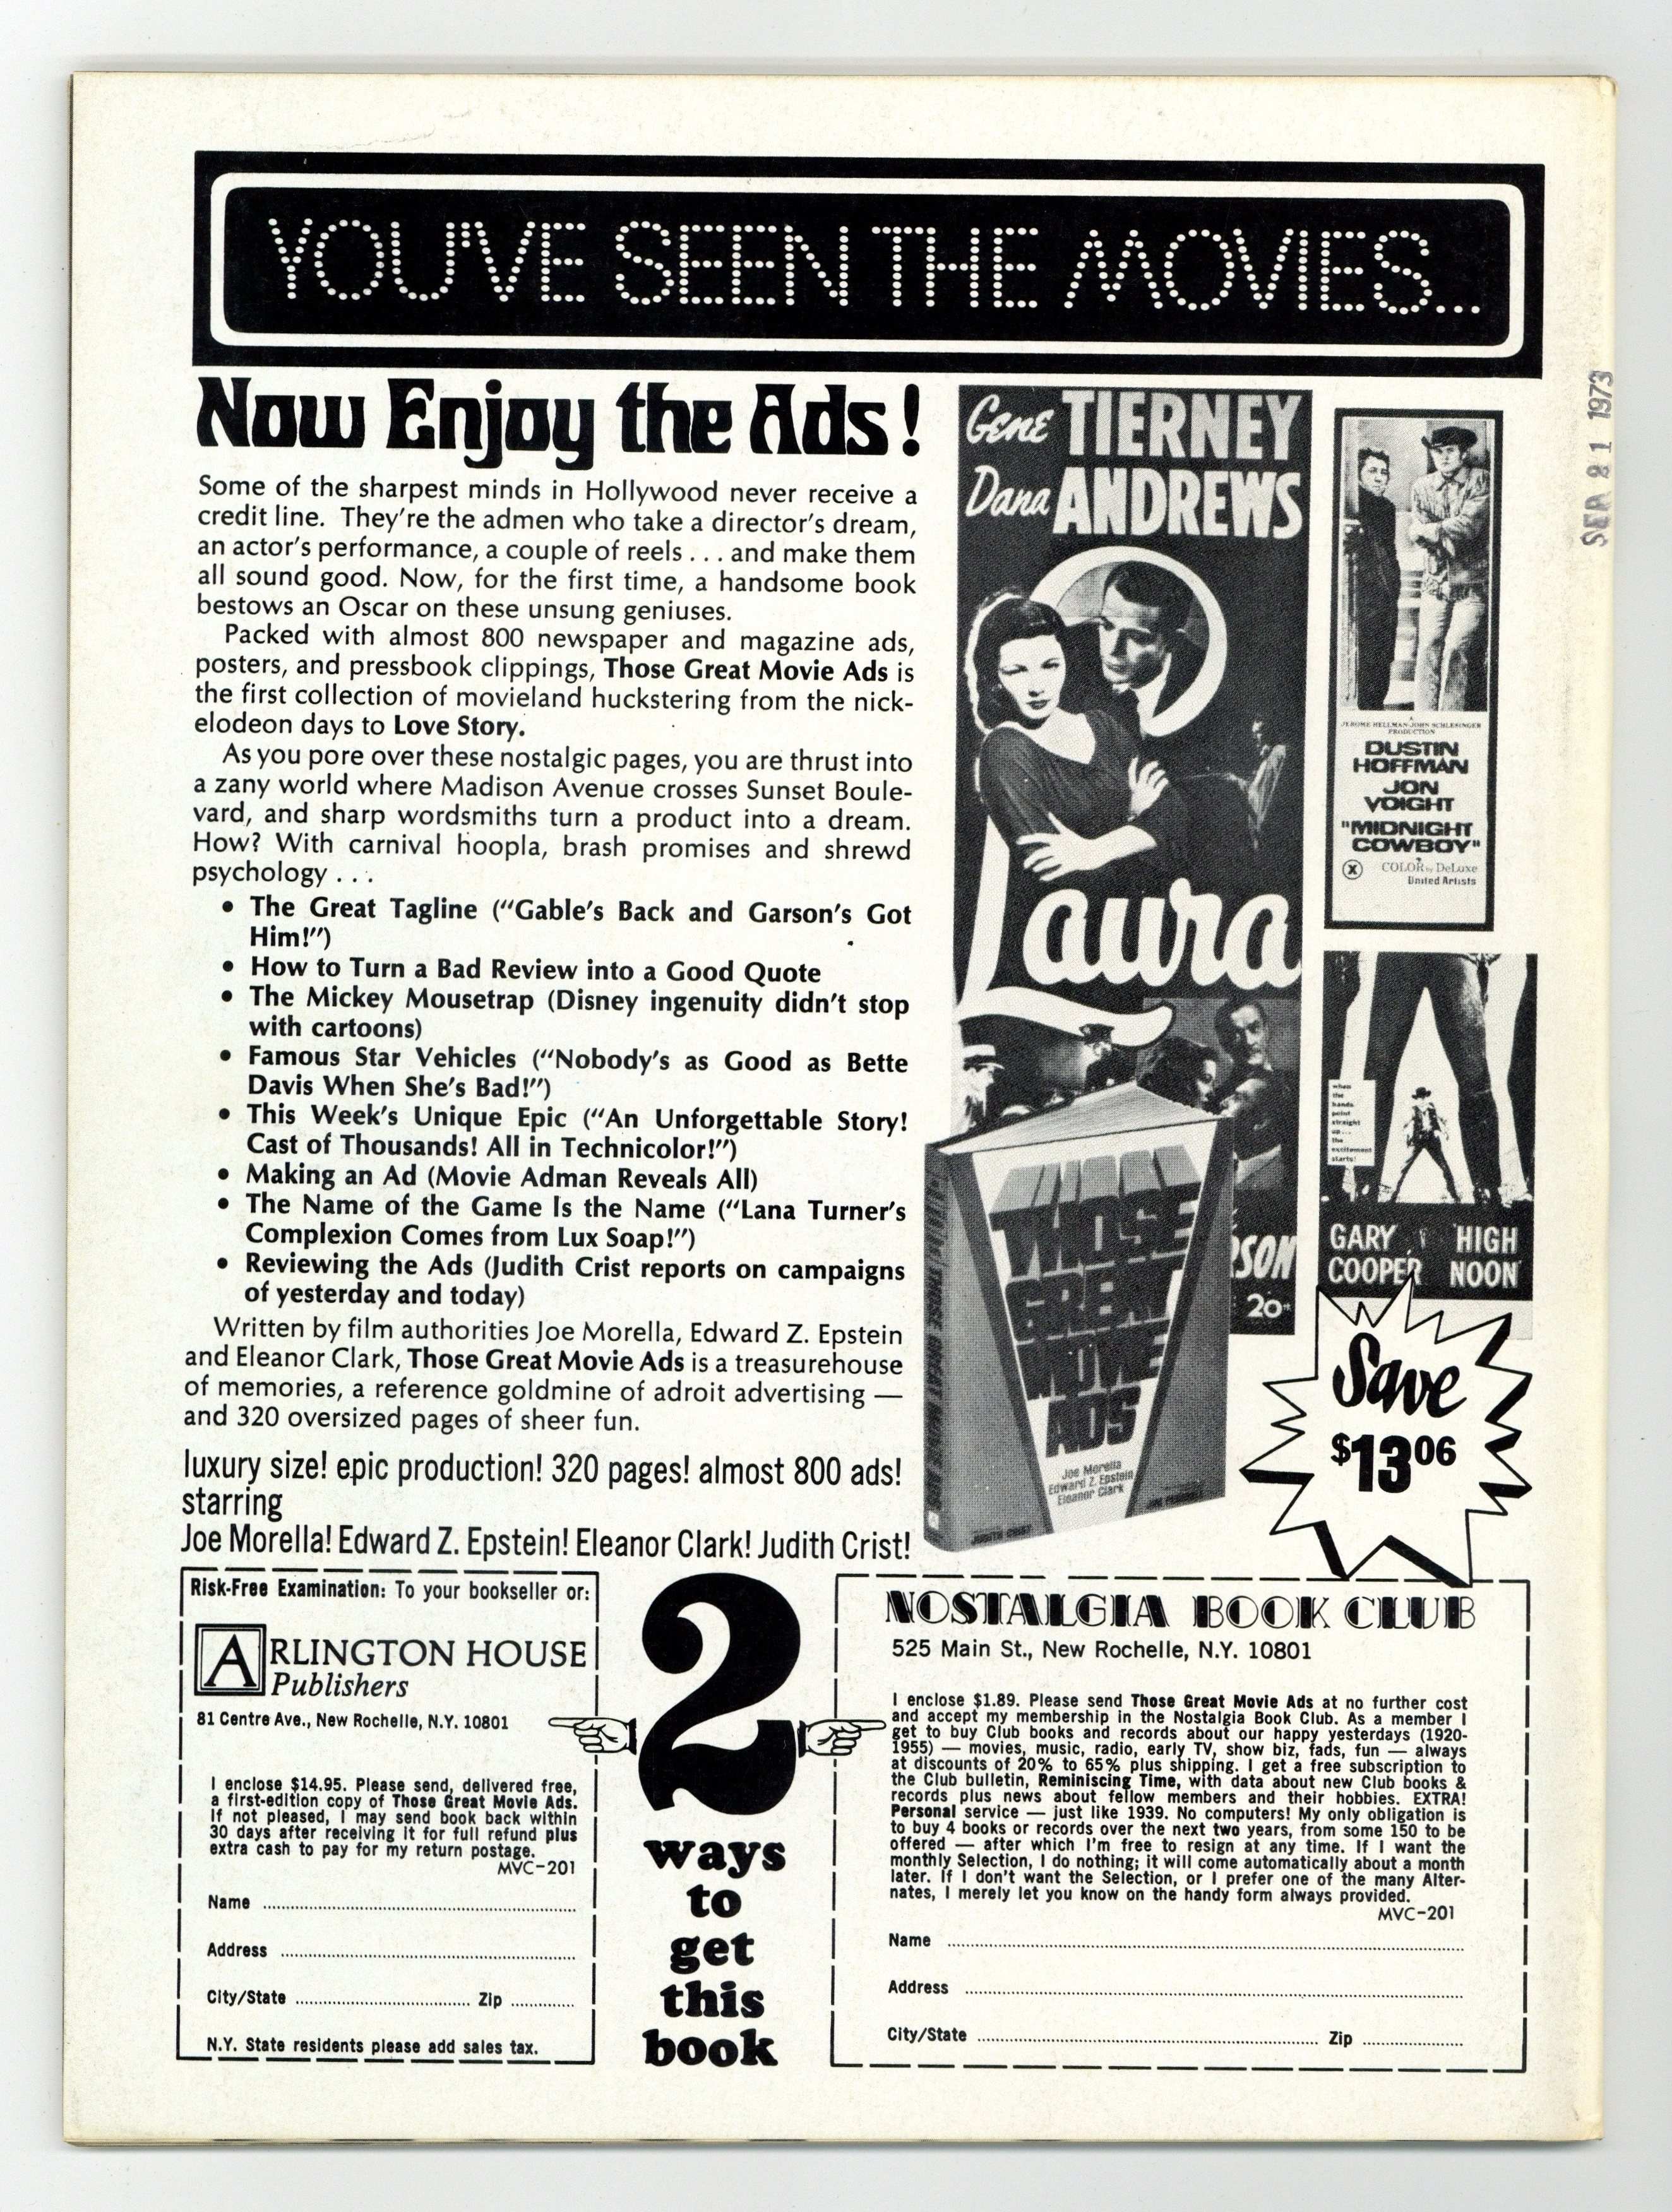 YOU'VE SEEN THE MOVIES...
Now Enjoy the Ads!
Some of the sharpest minds in Hollywood never receive a
credit line. They're the admen who take a director's dream,
an actor's performance, a couple of reels . . . and make them
all sound good. Now, for the first time, a handsome book
bestows an Oscar on these unsung geniuses.
Packed with almost 800 newspaper and magazine ads,
posters, and pressbook clippings, Those Great Movie Ads is
the first collection of movieland huckstering from the nick-
elodeon days to Love Story.
As you pore over these nostalgic pages, you are thrust into
a zany world where Madison Avenue crosses Sunset Boule-
vard, and sharp wordsmiths turn a product into a dream.
How? With carnival hoopla, brash promises and shrewd
psychology . . .
• The Great Tagline ("Gable's Back and Garson's Got
Him!")
• How to Turn a Bad Review into a Good Quote
• The Mickey Mousetrap (Disney ingenuity didn't stop
with cartoons)
• Famous Star Vehicles ("Nobody's as Good as Bette
Davis When She's Bad!")
• This Week's Unique Epic ("An Unforgettable Story!
Cast of Thousands! All in Technicolor!")
• Making an Ad (Movie Adman Reveals All)
• The Name of the Game Is the Name ("Lana Turner's
Complexion Comes from Lux Soap!")
• Reviewing the Ads (Judith Crist reports on campaigns
of yesterday and today)
Written by film authorities Joe Morella, Edward Z. Epstein
and Eleanor Clark, Those Great Movie Ads is a treasurehouse
of memories, a reference goldmine of adroit advertising —
and 320 oversized pages of sheer fun.
luxury size! epic production! 320 pages! almost 800 ads!
starring
Joe Morella! Edward Z. Epstein! Eleanor Clark! Judith Crist!
Gene TIERNEY
Dana ANDREWS
Laura
RSON
20th
THOSE
GREAT
MOVIE
ADS
Joe Morella
Edward Z. Epstein
Eleanor Clark
JUDITH CRIST
THOSE GREAT MOVIE ADS
A
JEROME HELLMAN-JOHN SCHLESINGER
PRODUCTION
DUSTIN
HOFFMAN
JON
VOIGHT
"MIDNIGHT
COWBOY"
X COLOR by DeLuxe
United Artists
when
the
hands
point
straight
up...
the
excitement
starts!
GARY HIGH
COOPER NOON
Save
$13.06
SEP 21 1973
Risk-Free Examination: To your bookseller or:
ARLINGTON HOUSE
Publishers
81 Centre Ave., New Rochelle, N.Y. 10801
I enclose $14.95. Please send, delivered free,
a first-edition copy of Those Great Movie Ads.
If not pleased, I may send book back within
30 days after receiving it for full refund plus
extra cash to pay for my return postage.
MVC-201
Name
Address
City/State Zip
N.Y. State residents please add sales tax.
2
ways
to
get
this
book
NOSTALGIA BOOK CLUB
525 Main St., New Rochelle, N.Y. 10801
I enclose $1.89. Please send Those Great Movie Ads at no further cost
and accept my membership in the Nostalgia Book Club. As a member I
get to buy Club books and records about our happy yesterdays (1920-
1955) — movies, music, radio, early TV, show biz, fads, fun — always
at discounts of 20% to 65% plus shipping. I get a free subscription to
the Club bulletin, Reminiscing Time, with data about new Club books &
records plus news about fellow members and their hobbies. EXTRA!
Personal service — just like 1939. No computers! My only obligation is
to buy 4 books or records over the next two years, from some 150 to be
offered — after which I'm free to resign at any time. If I want the
monthly Selection, I do nothing; it will come automatically about a month
later. If I don't want the Selection, or I prefer one of the many Alter-
nates, I merely let you know on the handy form always provided.
MVC-201
Name
Address
City/State Zip